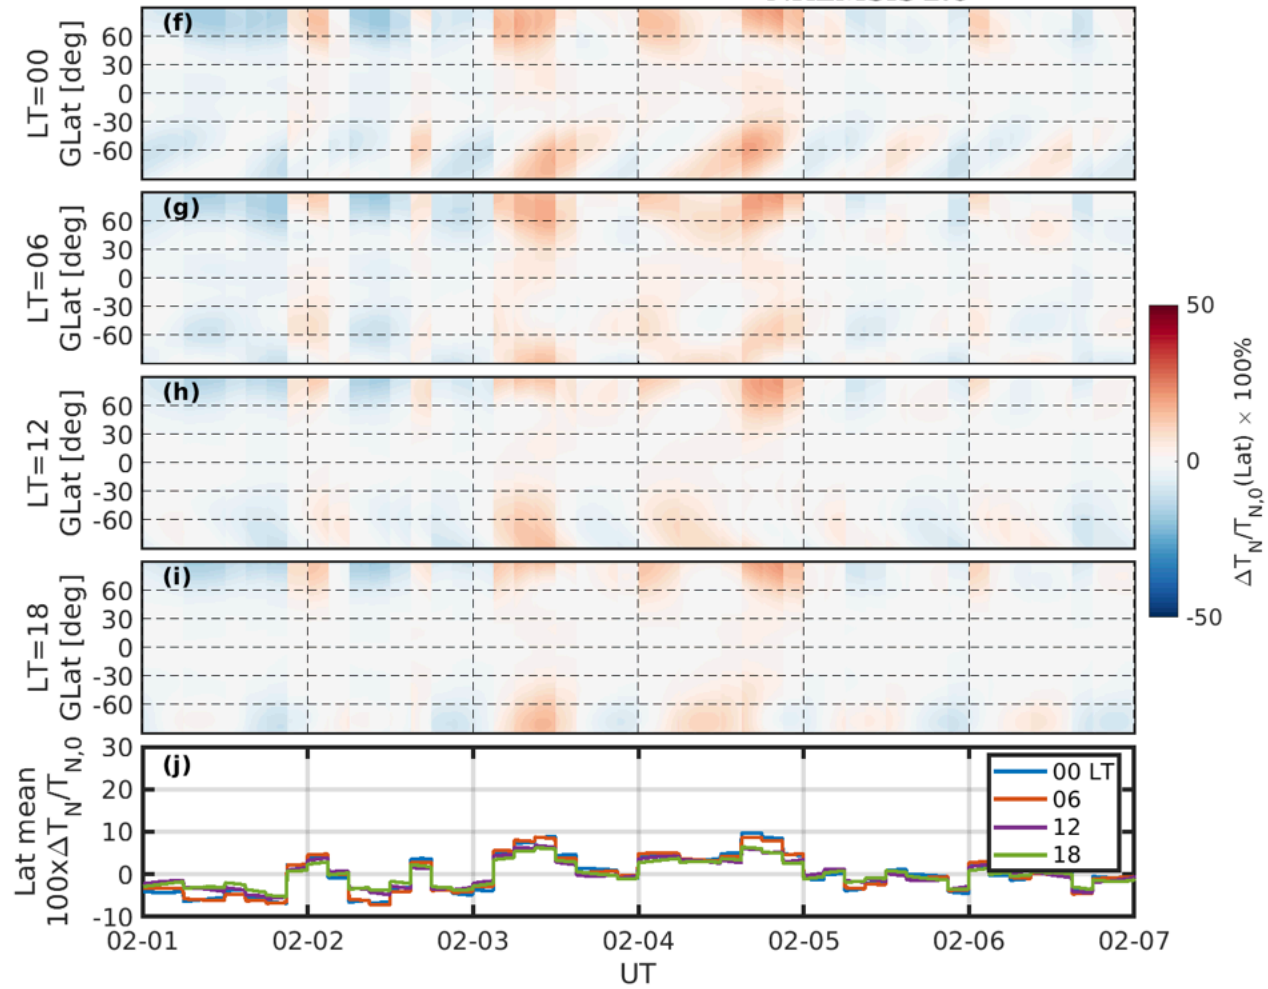 (f)
LT=00
GLat [deg]
60
30
0
-30
-60
(g)
LT=06
GLat [deg]
60
30
0
-30
-60
(h)
LT=12
GLat [deg]
60
30
0
-30
-60
(i)
LT=18
GLat [deg]
60
30
0
-30
-60
50
0
-50
ΔT_N/T_N,0(Lat) × 100%
(j)
Lat mean
100xΔT_N/T_N,0
30
20
10
0
-10
00 LT
06
12
18
02-01 02-02 02-03 02-04 02-05 02-06 02-07
UT